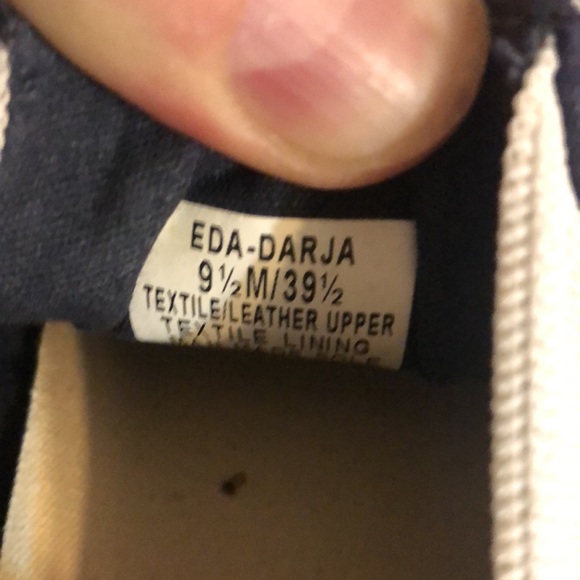 EDA-DARJA
9½M/39½
TEXTILE/LEATHER UPPER
TEXTILE LINING